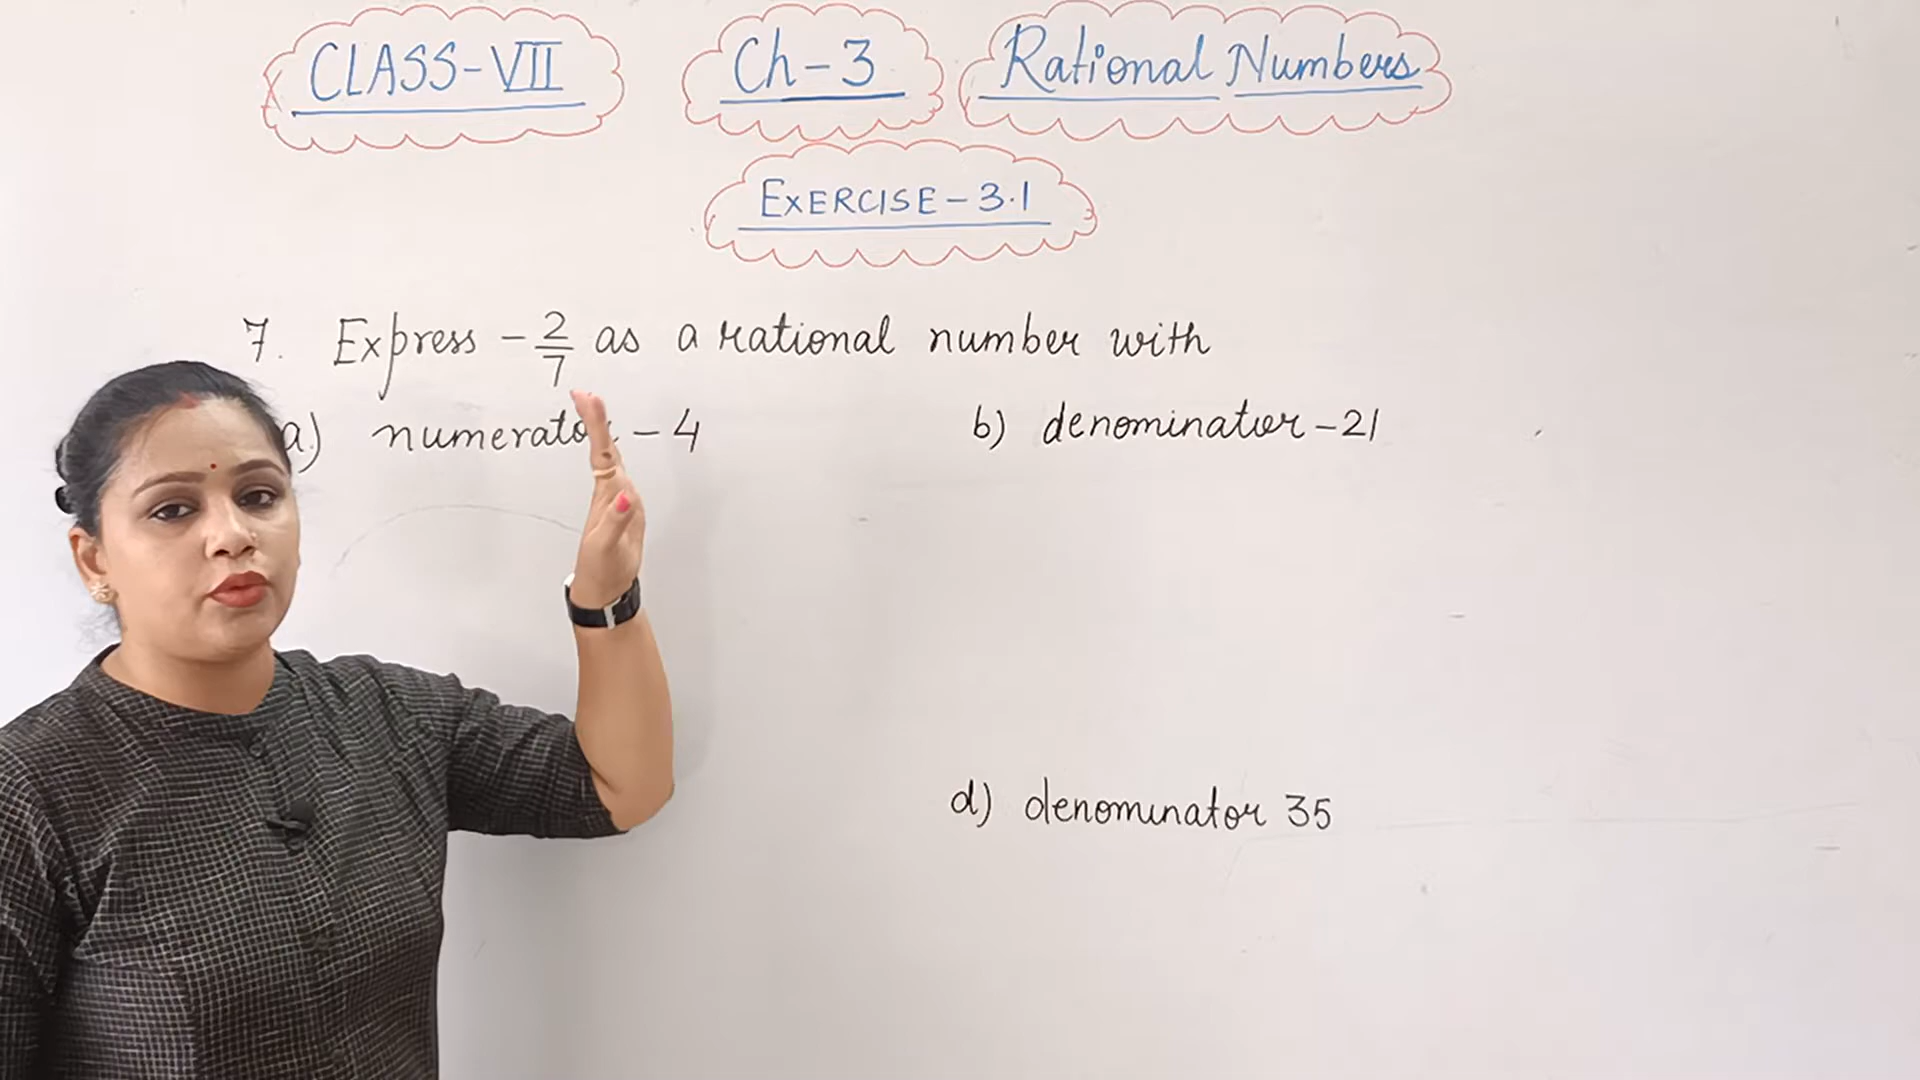 CLASS-VII Ch-3 Rational Numbers
EXERCISE-3.1
7. Express -2/7 as a rational number with
a) numerator -4 b) denominator -21
d) denominator 35